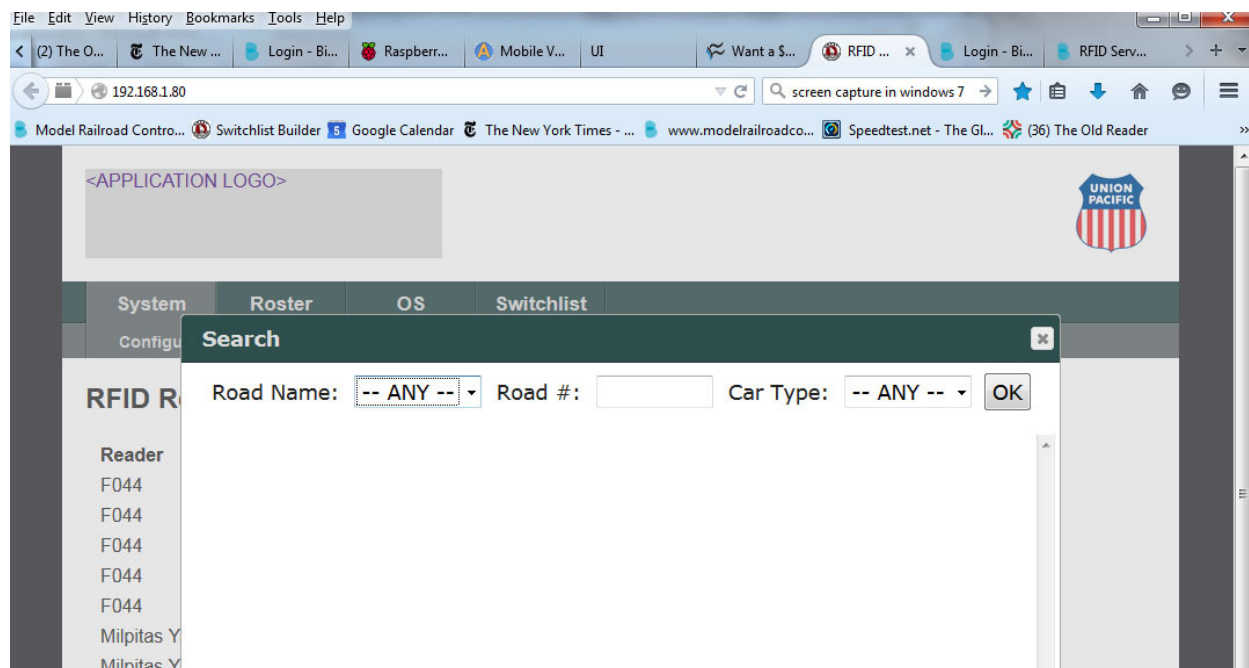 File Edit View History Bookmarks Tools Help
(2) The O... The New ... Login - Bi... Raspberr... Mobile V... UI Want a $... RFID ... Login - Bi... RFID Serv...
192.168.1.80 screen capture in windows 7
Model Railroad Contro... Switchlist Builder 5 Google Calendar The New York Times - ... www.modelrailroadco... Speedtest.net - The Gl... (36) The Old Reader
<APPLICATION LOGO>
UNION
PACIFIC
System Roster OS Switchlist
Configu
Search
Road Name: -- ANY -- Road #: Car Type: -- ANY -- OK
RFID R
Reader
F044
F044
F044
F044
F044
Milpitas Y
Milpitas Y